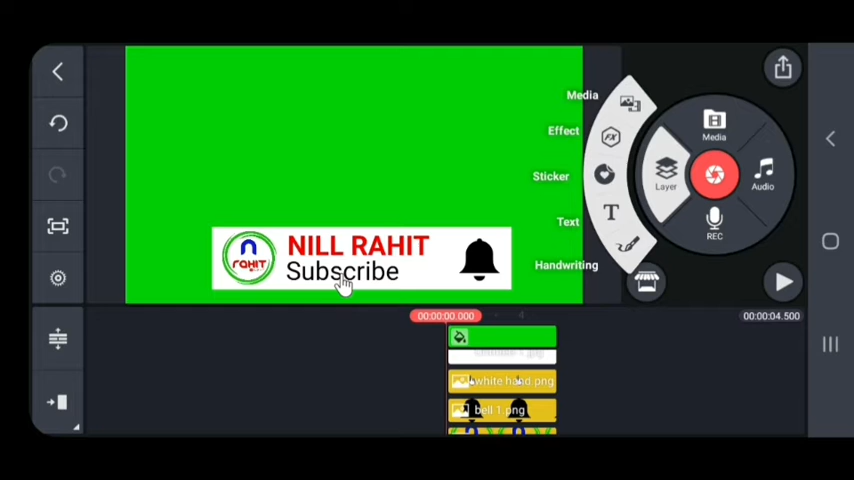 Media
Effect
Sticker
Text
Handwriting
Media
Layer
Audio
REC
NILL RAHIT
Subscribe
RAHIT
00:00:00.000
4
00:00:04.500
white hand.png
bell 1.png